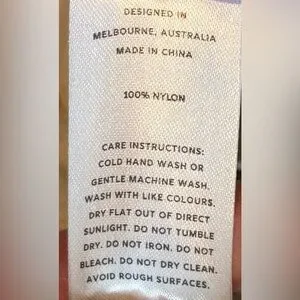 DESIGNED IN
MELBOURNE, AUSTRALIA
MADE IN CHINA
100% NYLON
CARE INSTRUCTIONS:
COLD HAND WASH OR
GENTLE MACHINE WASH.
WASH WITH LIKE COLOURS.
DRY FLAT OUT OF DIRECT
SUNLIGHT. DO NOT TUMBLE
DRY. DO NOT IRON. DO NOT
BLEACH. DO NOT DRY CLEAN.
AVOID ROUGH SURFACES.